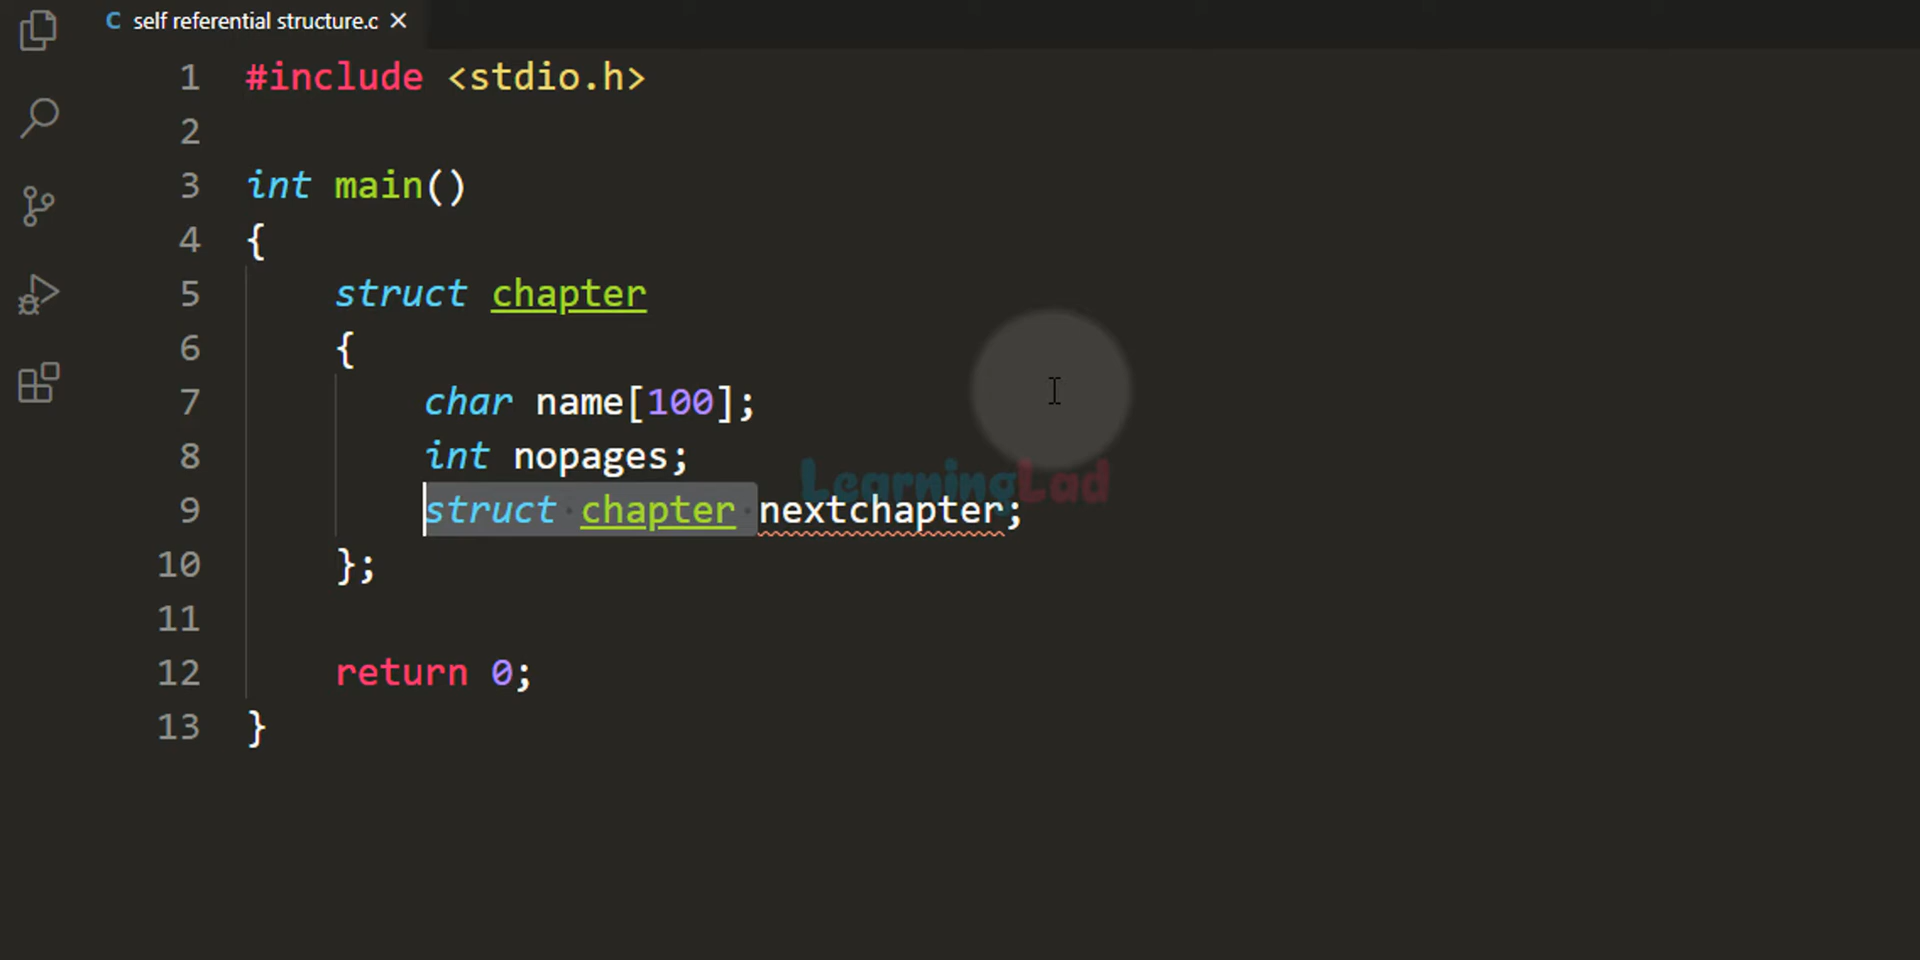 self referential structure.c
1 #include <stdio.h>
2
3 int main()
4 {
5 struct chapter
6 {
7 char name[100];
8 int nopages;
LearningLad
9 struct chapter nextchapter;
10 };
11
12 return 0;
13 }